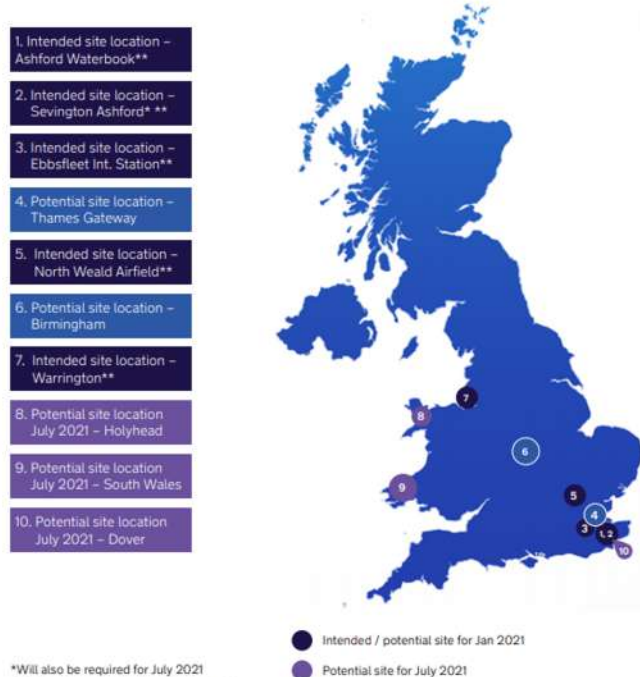 1. Intended site location –
Ashford Waterbook**
2. Intended site location –
Sevington Ashford* **
3. Intended site location –
Ebbsfleet Int. Station**
4. Potential site location –
Thames Gateway
5. Intended site location –
North Weald Airfield**
6. Potential site location –
Birmingham
7. Intended site location –
Warrington**
8. Potential site location
July 2021 – Holyhead
9. Potential site location
July 2021 – South Wales
10. Potential site location
July 2021 – Dover
7
8
6
9
5
4
3
1, 2
10
Intended / potential site for Jan 2021
*Will also be required for July 2021
Potential site for July 2021